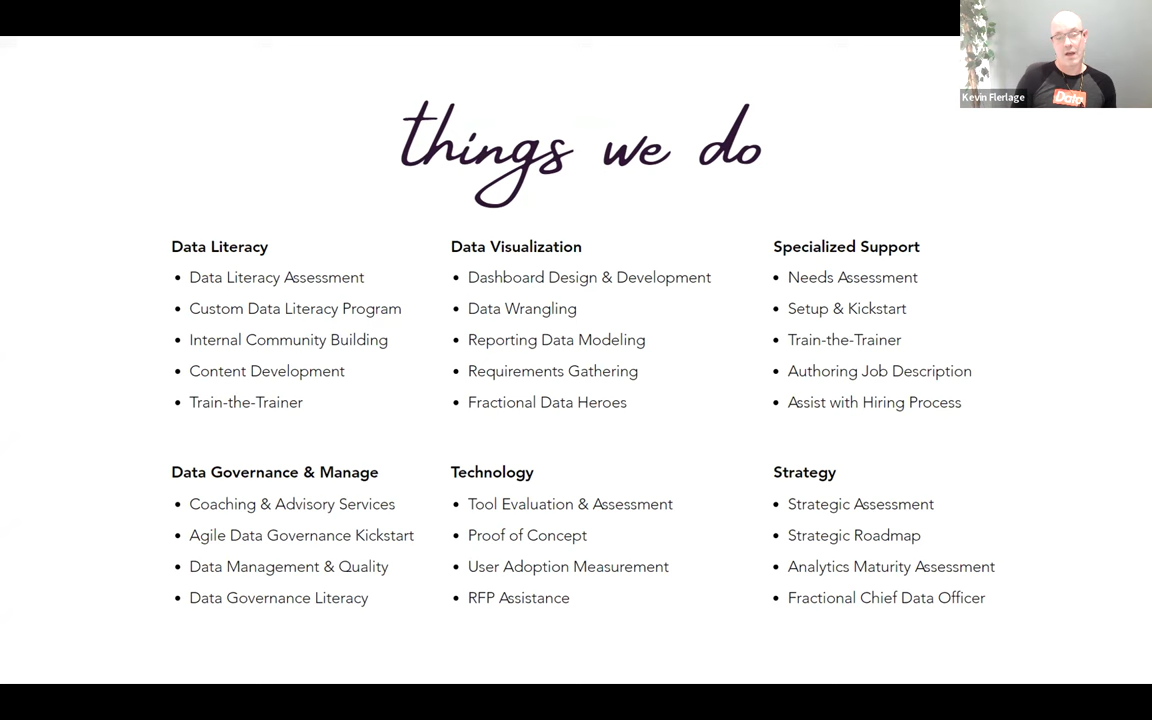 things we do
Data Literacy
Data Literacy Assessment
Custom Data Literacy Program
Internal Community Building
Content Development
Train-the-Trainer
Data Visualization
Dashboard Design & Development
Data Wrangling
Reporting Data Modeling
Requirements Gathering
Fractional Data Heroes
Specialized Support
Needs Assessment
Setup & Kickstart
Train-the-Trainer
Authoring Job Description
Assist with Hiring Process
Data Governance & Manage
Coaching & Advisory Services
Agile Data Governance Kickstart
Data Management & Quality
Data Governance Literacy
Technology
Tool Evaluation & Assessment
Proof of Concept
User Adoption Measurement
RFP Assistance
Strategy
Strategic Assessment
Strategic Roadmap
Analytics Maturity Assessment
Fractional Chief Data Officer
Kevin Flerlage
Data